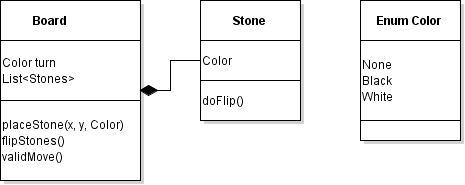 Board
Color turn
List<Stones>
placeStone(x, y, Color)
flipStones()
validMove()
Stone
Color
doFlip()
Enum Color
None
Black
White